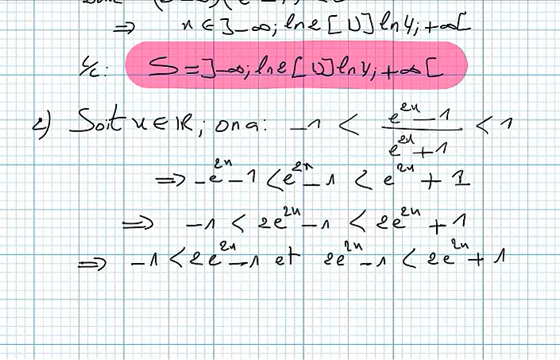 ⇒ x ∈ ]-∞; ln2[ U ]ln4; +∞[
c/c: S = ]-∞; ln2[ U ]ln4; +∞[
2) Soit x ∈ ℝ; on a: -1 < (e^{2x} - 1)/(e^{2x} + 1) < 1
⇒ -e^{2x} - 1 < e^{2x} - 1 < e^{2x} + 1
⇒ -1 < 2e^{2x} - 1 < 2e^{2x} + 1
⇒ -1 < 2e^{2x} - 1 et 2e^{2x} - 1 < 2e^{2x} + 1